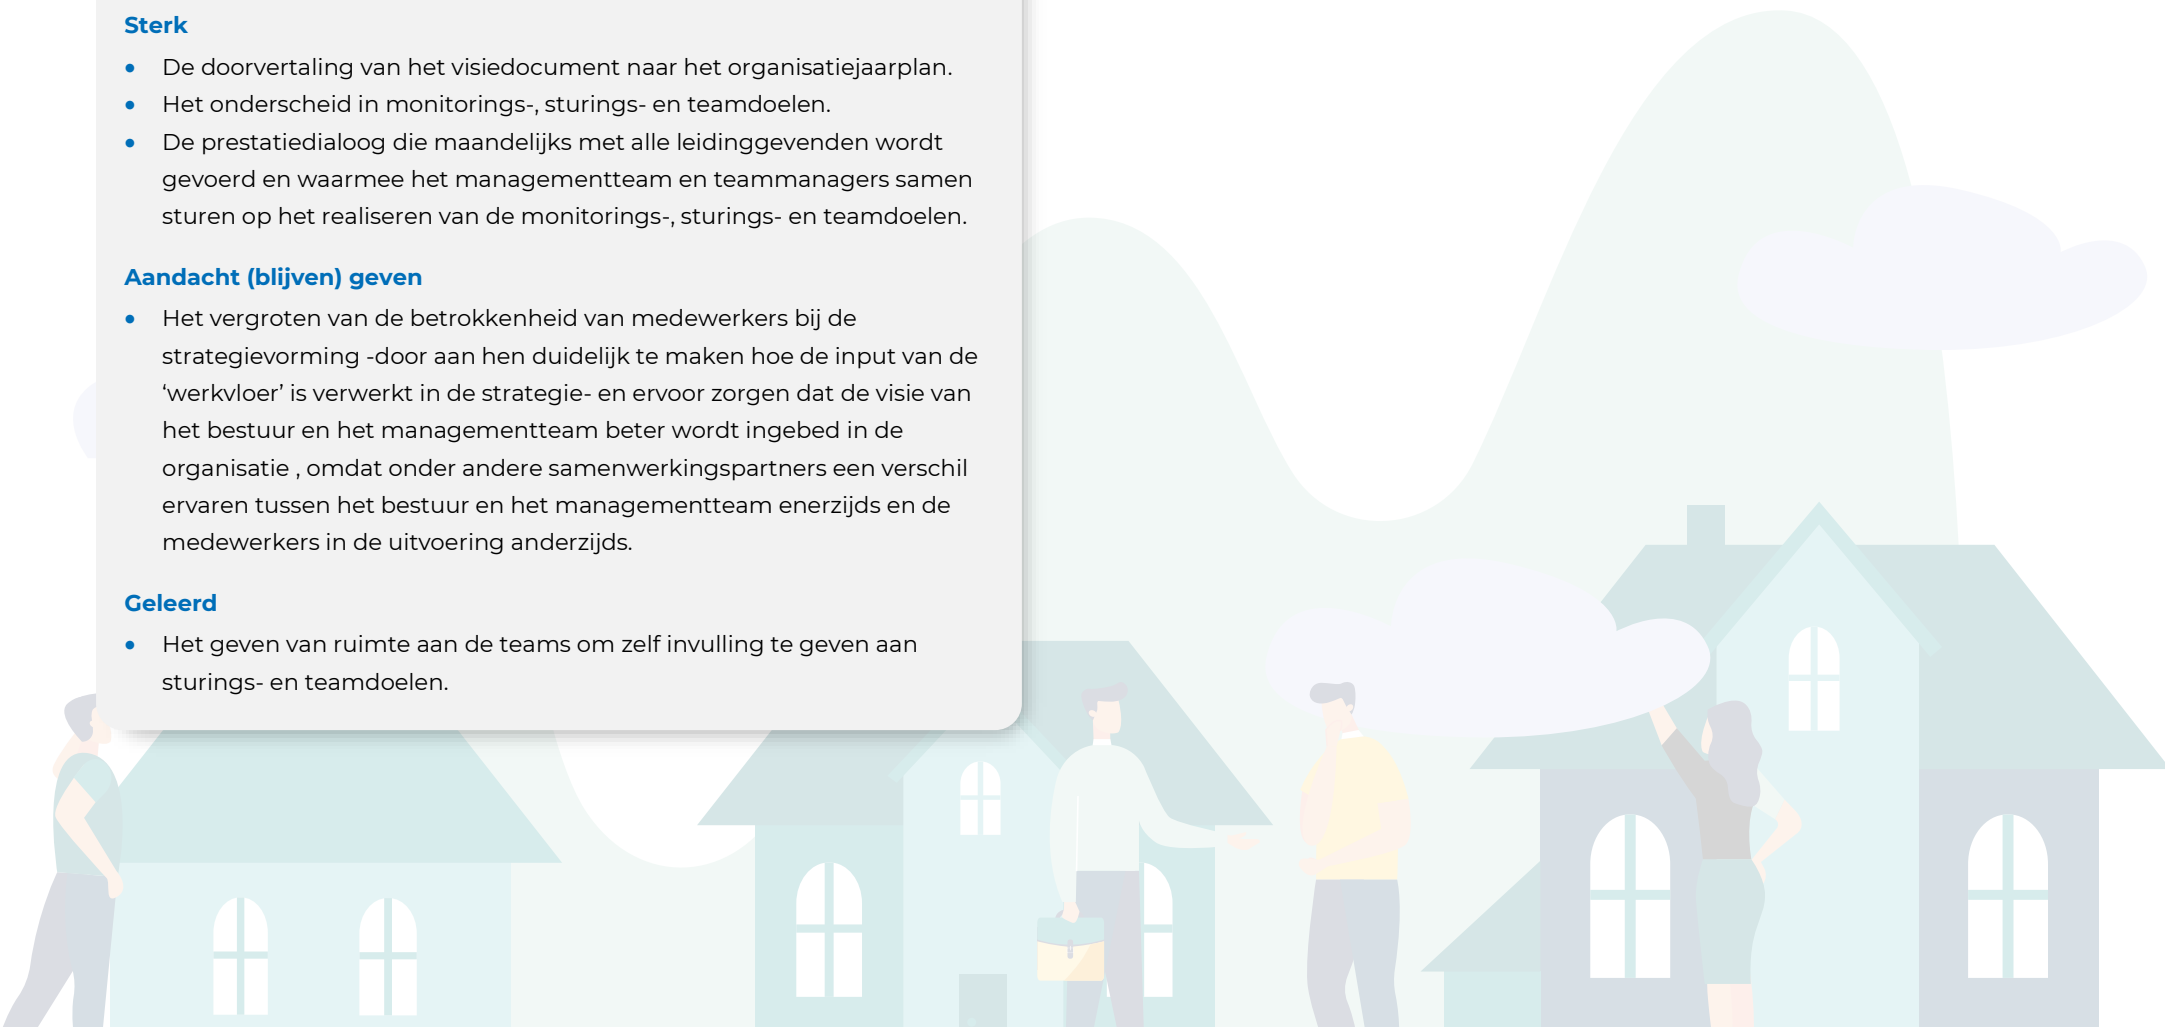 Sterk
• De doorvertaling van het visiedocument naar het organisatiejaarplan.
• Het onderscheid in monitorings-, sturings- en teamdoelen.
• De prestatiedialoog die maandelijks met alle leidinggevenden wordt
gevoerd en waarmee het managementteam en teammanagers samen
sturen op het realiseren van de monitorings-, sturings- en teamdoelen.
Aandacht (blijven) geven
• Het vergroten van de betrokkenheid van medewerkers bij de
strategievorming -door aan hen duidelijk te maken hoe de input van de
‘werkvloer’ is verwerkt in de strategie- en ervoor zorgen dat de visie van
het bestuur en het managementteam beter wordt ingebed in de
organisatie , omdat onder andere samenwerkingspartners een verschil
ervaren tussen het bestuur en het managementteam enerzijds en de
medewerkers in de uitvoering anderzijds.
Geleerd
• Het geven van ruimte aan de teams om zelf invulling te geven aan
sturings- en teamdoelen.